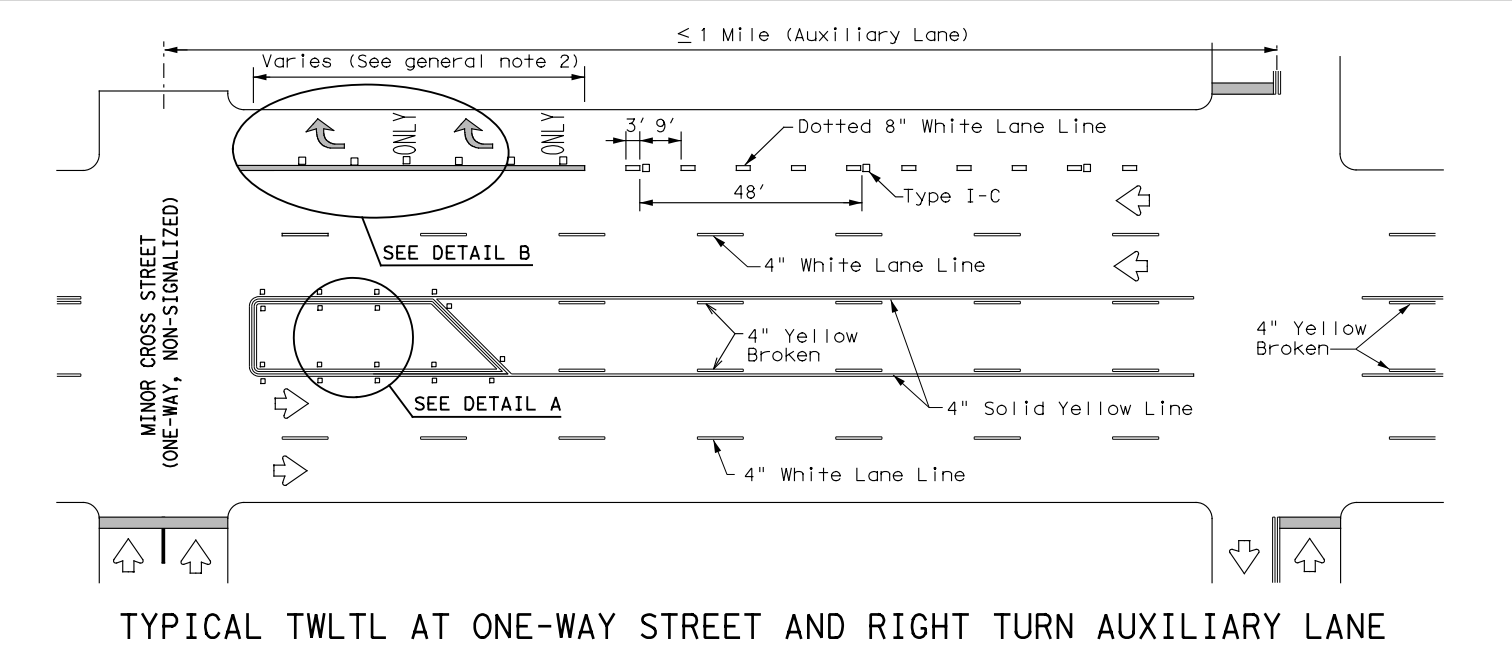 ≤ 1 Mile (Auxiliary Lane)
Varies (See general note 2)
ONLY
ONLY
3' 9'
Dotted 8" White Lane Line
48'
Type I-C
SEE DETAIL B
4" White Lane Line
MINOR CROSS STREET
(ONE-WAY, NON-SIGNALIZED)
4" Yellow
Broken
4" Yellow
Broken
SEE DETAIL A
4" Solid Yellow Line
4" White Lane Line
TYPICAL TWLTL AT ONE-WAY STREET AND RIGHT TURN AUXILIARY LANE